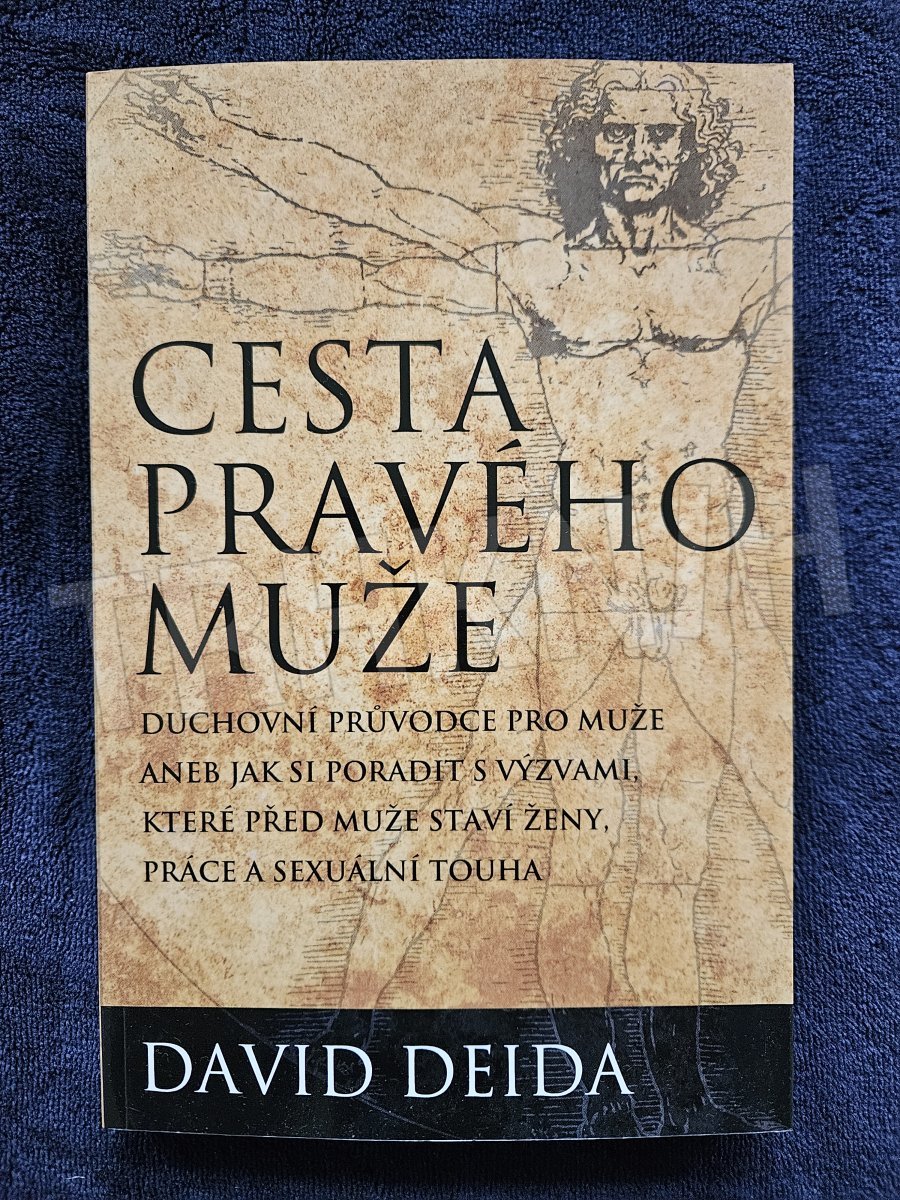 CESTA
PRAVÉHO
MUŽE
DUCHOVNÍ PRŮVODCE PRO MUŽE
ANEB JAK SI PORADIT S VÝZVAMI,
KTERÉ PŘED MUŽE STAVÍ ŽENY,
PRÁCE A SEXUÁLNÍ TOUHA
DAVID DEIDA